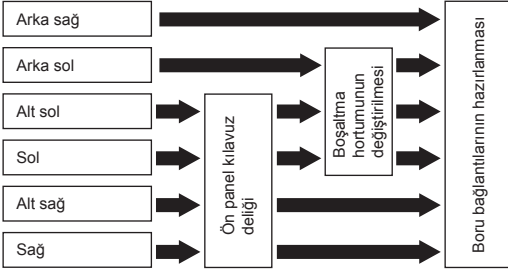 Arka sağ
Arka sol
Alt sol
Sol
Alt sağ
Sağ
Ön panel kılavuz
deliği
Boşaltma
hortumunun
değiştirilmesi
Boru bağlantılarının hazırlanması